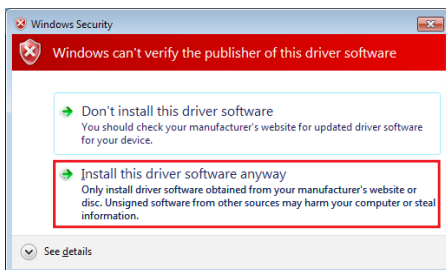 Windows Security
Windows can't verify the publisher of this driver software
Don't install this driver software
You should check your manufacturer's website for updated driver software
for your device.
Install this driver software anyway
Only install driver software obtained from your manufacturer's website or
disc. Unsigned software from other sources may harm your computer or steal
information.
See details